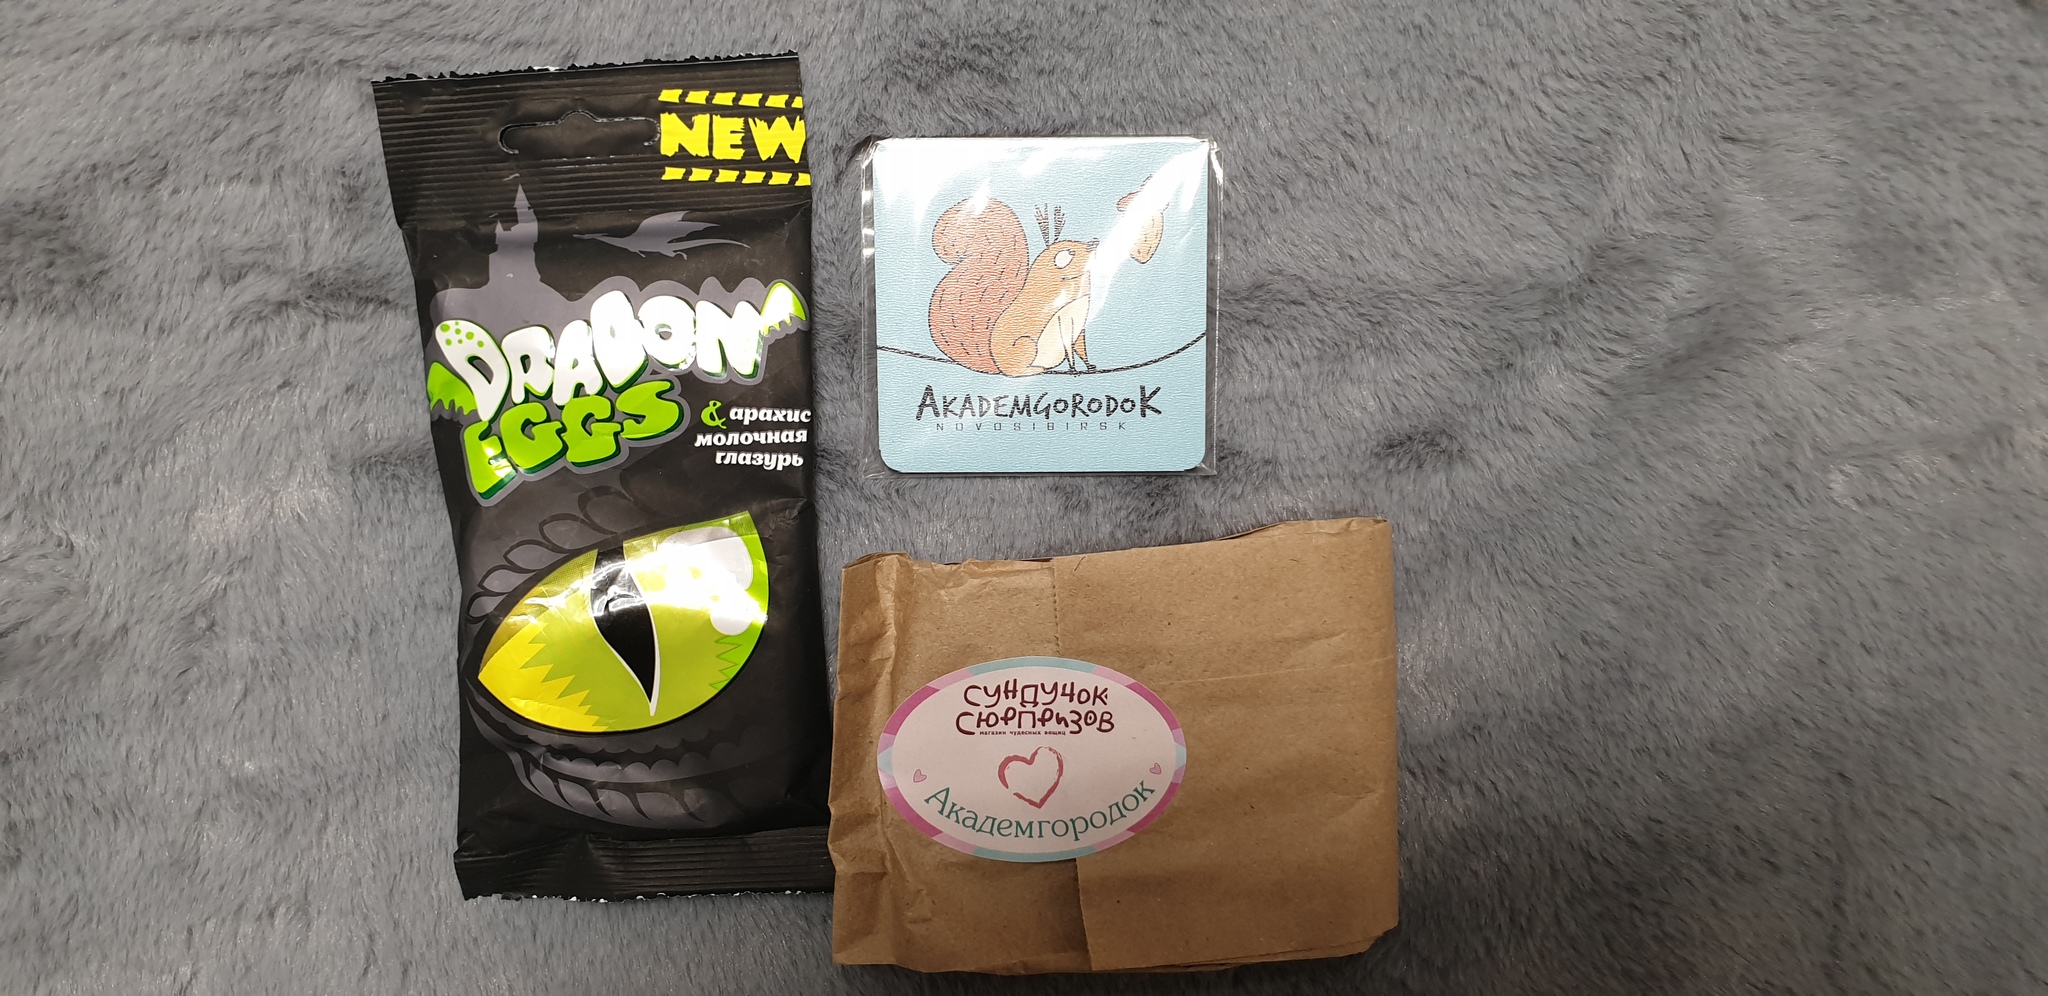 NEW
DRAGON
EGGS
& арахис
молочная
глазурь
AKADEMGORODOK
NOVOSIBIRSK
СУНДУЧОК
СЮРПРИЗОВ
магазин чудесных вещиц
Академгородок